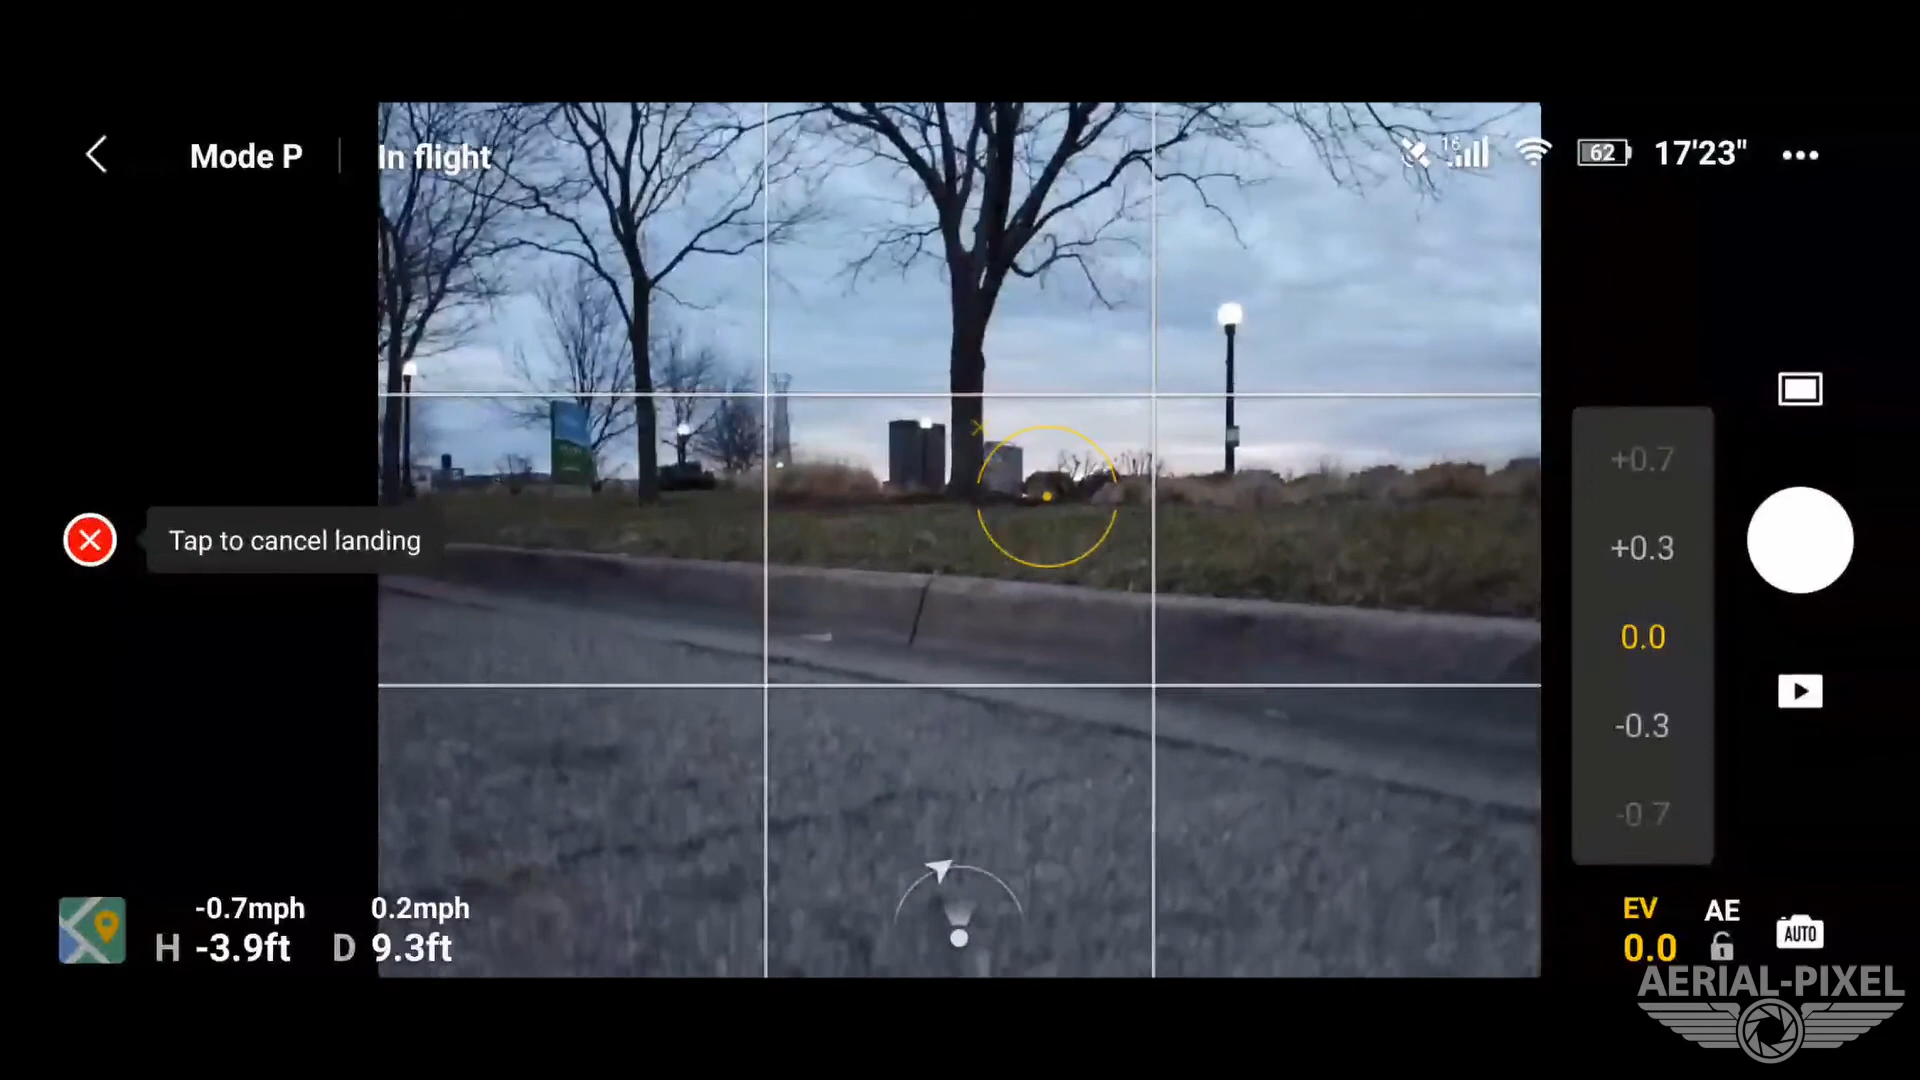 Mode P
In flight
16
62
17'23"
+0.7
+0.3
0.0
-0.3
-0.7
Tap to cancel landing
-0.7mph 0.2mph
H -3.9ft D 9.3ft
EV
0.0
AE
AUTO
AERIAL-PIXEL